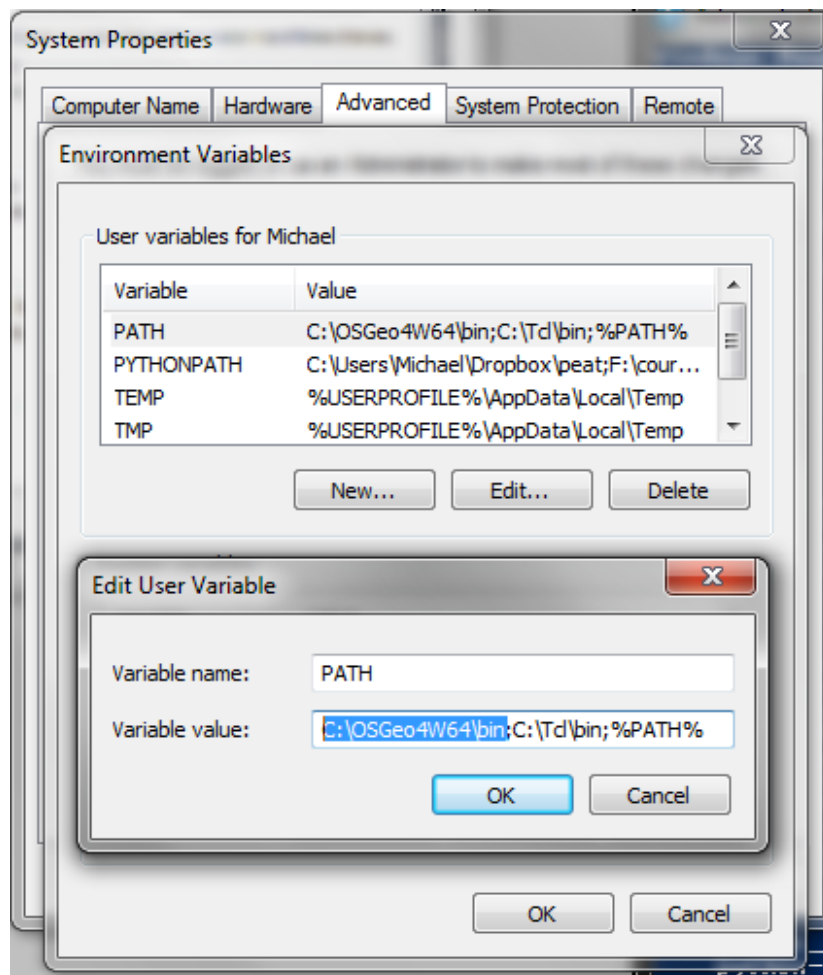 System Properties
Computer Name Hardware Advanced System Protection Remote
Environment Variables
User variables for Michael
Variable Value
PATH C:\OSGeo4W64\bin;C:\Tcl\bin;%PATH%
PYTHONPATH C:\Users\Michael\Dropbox\peat;F:\cour...
TEMP %USERPROFILE%\AppData\Local\Temp
TMP %USERPROFILE%\AppData\Local\Temp
New... Edit... Delete
Edit User Variable
Variable name: PATH
Variable value: C:\OSGeo4W64\bin;C:\Tcl\bin;%PATH%
OK Cancel
OK Cancel